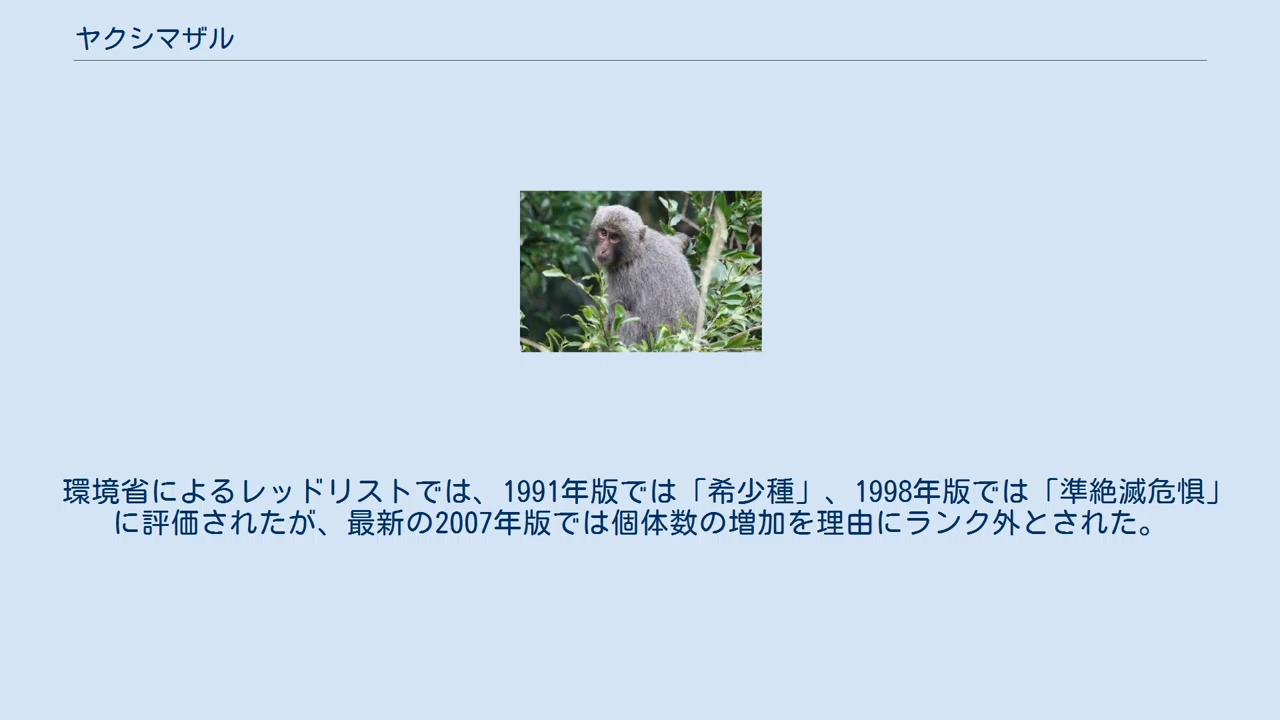 ヤクシマザル
環境省によるレッドリストでは、1991年版では「希少種」、1998年版では「準絶滅危惧」
に評価されたが、最新の2007年版では個体数の増加を理由にランク外とされた。